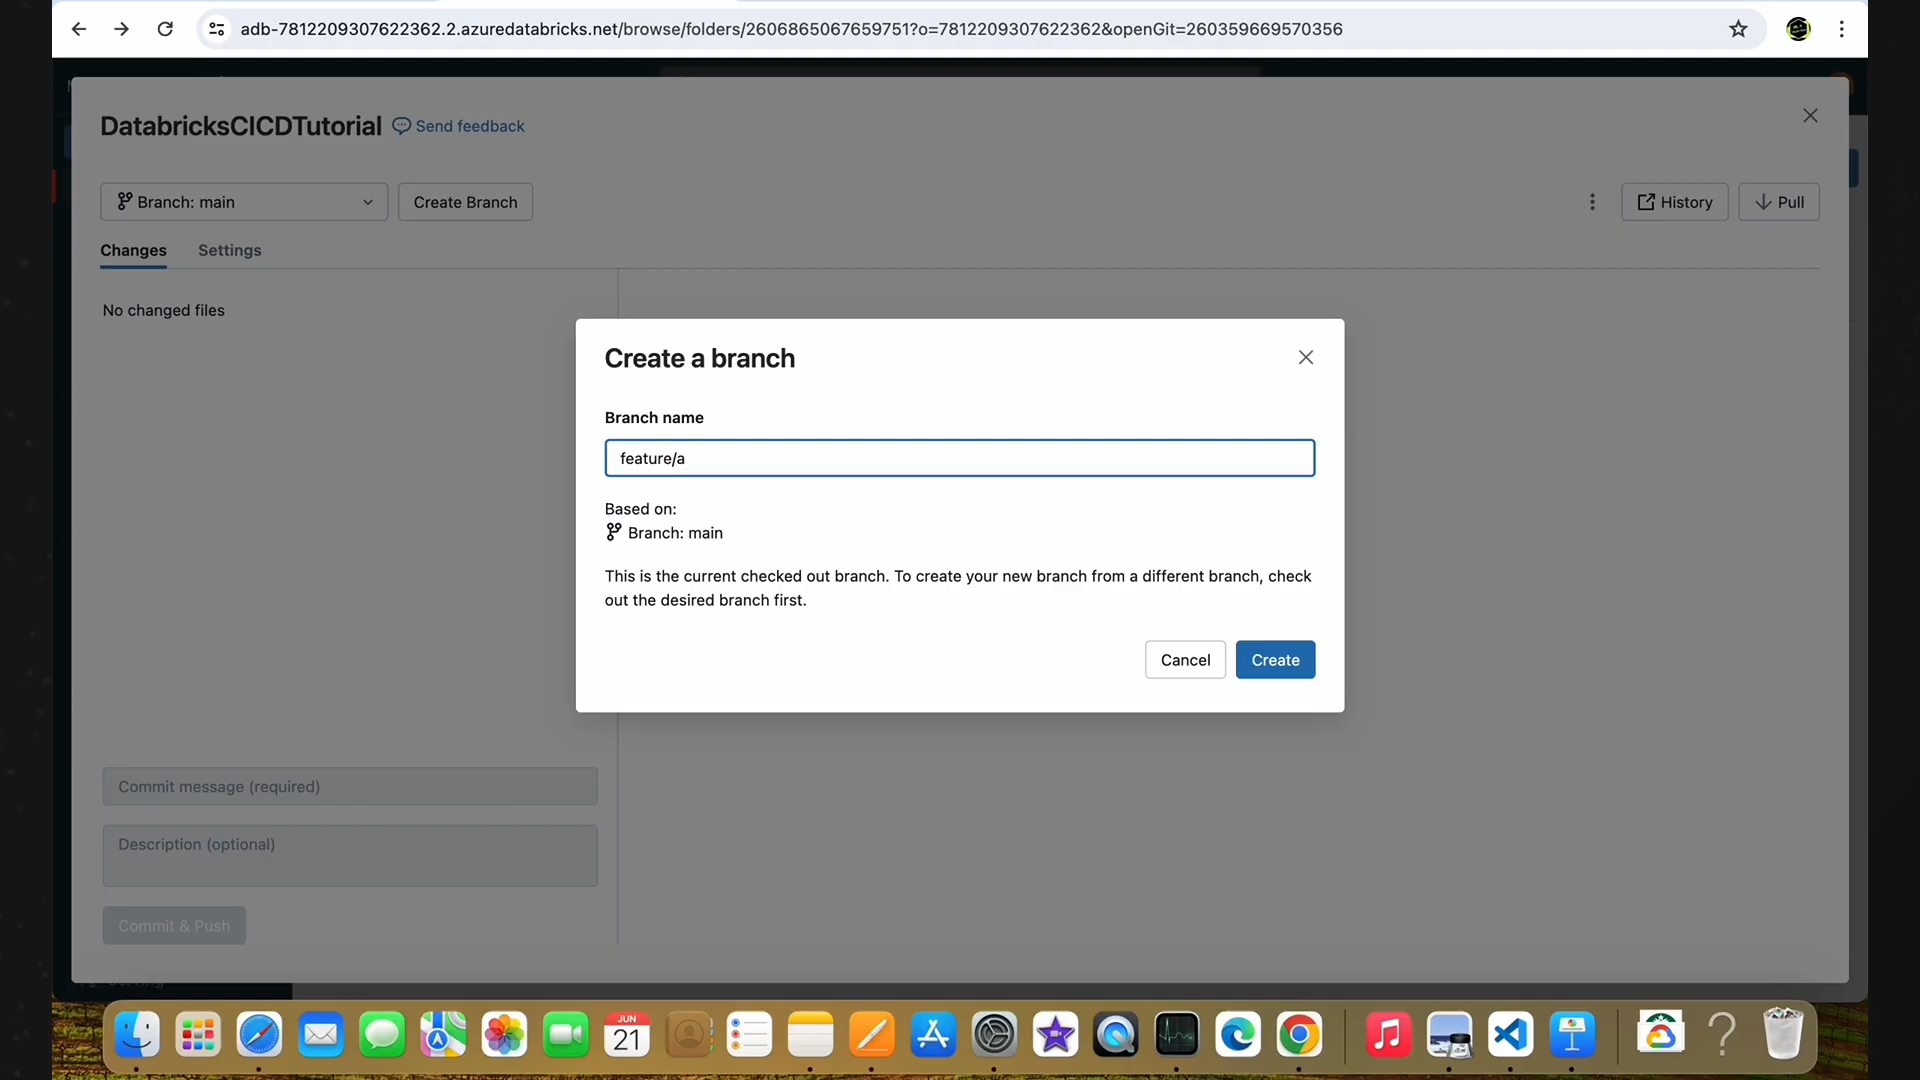 adb-7812209307622362.2.azuredatabricks.net/browse/folders/2606865067659751?o=7812209307622362&openGit=260359669570356
DatabricksCICDTutorial
Send feedback
Branch: main
Create Branch
History
Pull
Changes
Settings
No changed files
Create a branch
Branch name
feature/a
Based on:
Branch: main
This is the current checked out branch. To create your new branch from a different branch, check
out the desired branch first.
Cancel
Create
Commit message (required)
Description (optional)
Commit & Push
JUN
21